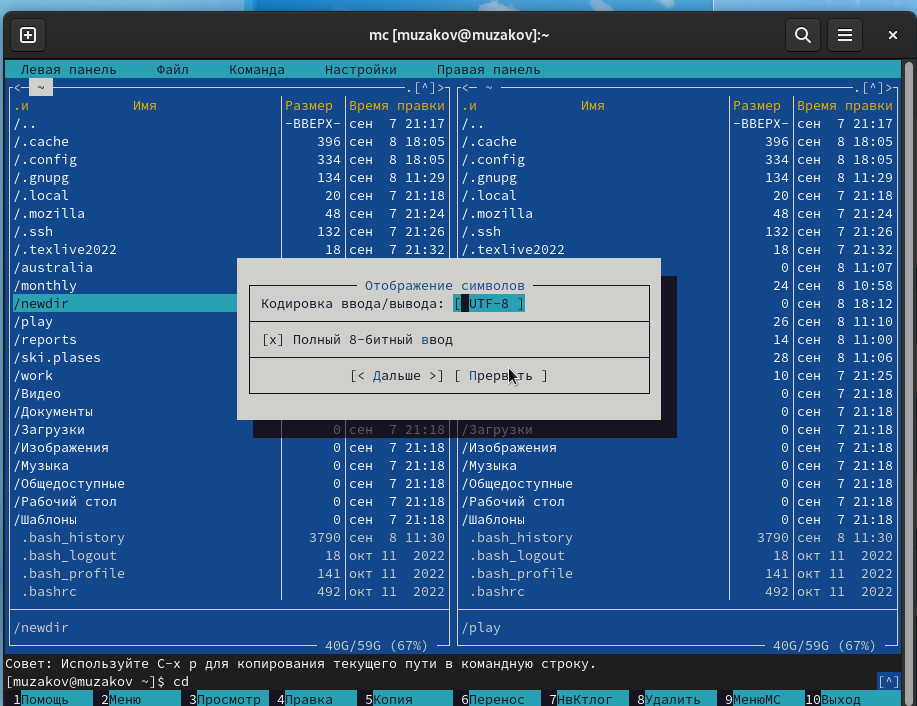 mc [muzakov@muzakov]:~
Левая панель Файл Команда Настройки Правая панель
<─ ~ .[^]> <─ ~ .[^]>
.и Имя Размер Время правки .и Имя Размер Время правки
/.. -ВВЕРХ- сен 7 21:17 /.. -ВВЕРХ- сен 7 21:17
/.cache 396 сен 8 18:05 /.cache 396 сен 8 18:05
/.config 334 сен 8 18:05 /.config 334 сен 8 18:05
/.gnupg 134 сен 8 11:29 /.gnupg 134 сен 8 11:29
/.local 20 сен 7 21:18 /.local 20 сен 7 21:18
/.mozilla 48 сен 7 21:24 /.mozilla 48 сен 7 21:24
/.ssh 132 сен 7 21:26 /.ssh 132 сен 7 21:26
/.texlive2022 18 сен 7 21:32 /.texlive2022 18 сен 7 21:32
/australia 0 сен 8 11:07
/monthly Отображение символов 24 сен 8 10:58
/newdir Кодировка ввода/вывода: [ UTF-8 ] 0 сен 8 18:12
/play 26 сен 8 11:10
/reports [x] Полный 8-битный ввод 14 сен 8 11:00
/ski.plases 28 сен 8 11:06
/work [< Дальше >] [ Прервать ] 10 сен 7 21:25
/Видео 0 сен 7 21:18
/Документы 0 сен 7 21:18
/Загрузки 0 сен 7 21:18 /Загрузки 0 сен 7 21:18
/Изображения 0 сен 7 21:18 /Изображения 0 сен 7 21:18
/Музыка 0 сен 7 21:18 /Музыка 0 сен 7 21:18
/Общедоступные 0 сен 7 21:18 /Общедоступные 0 сен 7 21:18
/Рабочий стол 0 сен 7 21:18 /Рабочий стол 0 сен 7 21:18
/Шаблоны 0 сен 7 21:18 /Шаблоны 0 сен 7 21:18
.bash_history 3790 сен 8 11:30 .bash_history 3790 сен 8 11:30
.bash_logout 18 окт 11 2022 .bash_logout 18 окт 11 2022
.bash_profile 141 окт 11 2022 .bash_profile 141 окт 11 2022
.bashrc 492 окт 11 2022 .bashrc 492 окт 11 2022
/newdir /play
40G/59G (67%) 40G/59G (67%)
Совет: Используйте C-x p для копирования текущего пути в командную строку.
[muzakov@muzakov ~]$ cd [^]
1Помощь 2Меню 3Просмотр 4Правка 5Копия 6Перенос 7НвКтлог 8Удалить 9МенюMC 10Выход